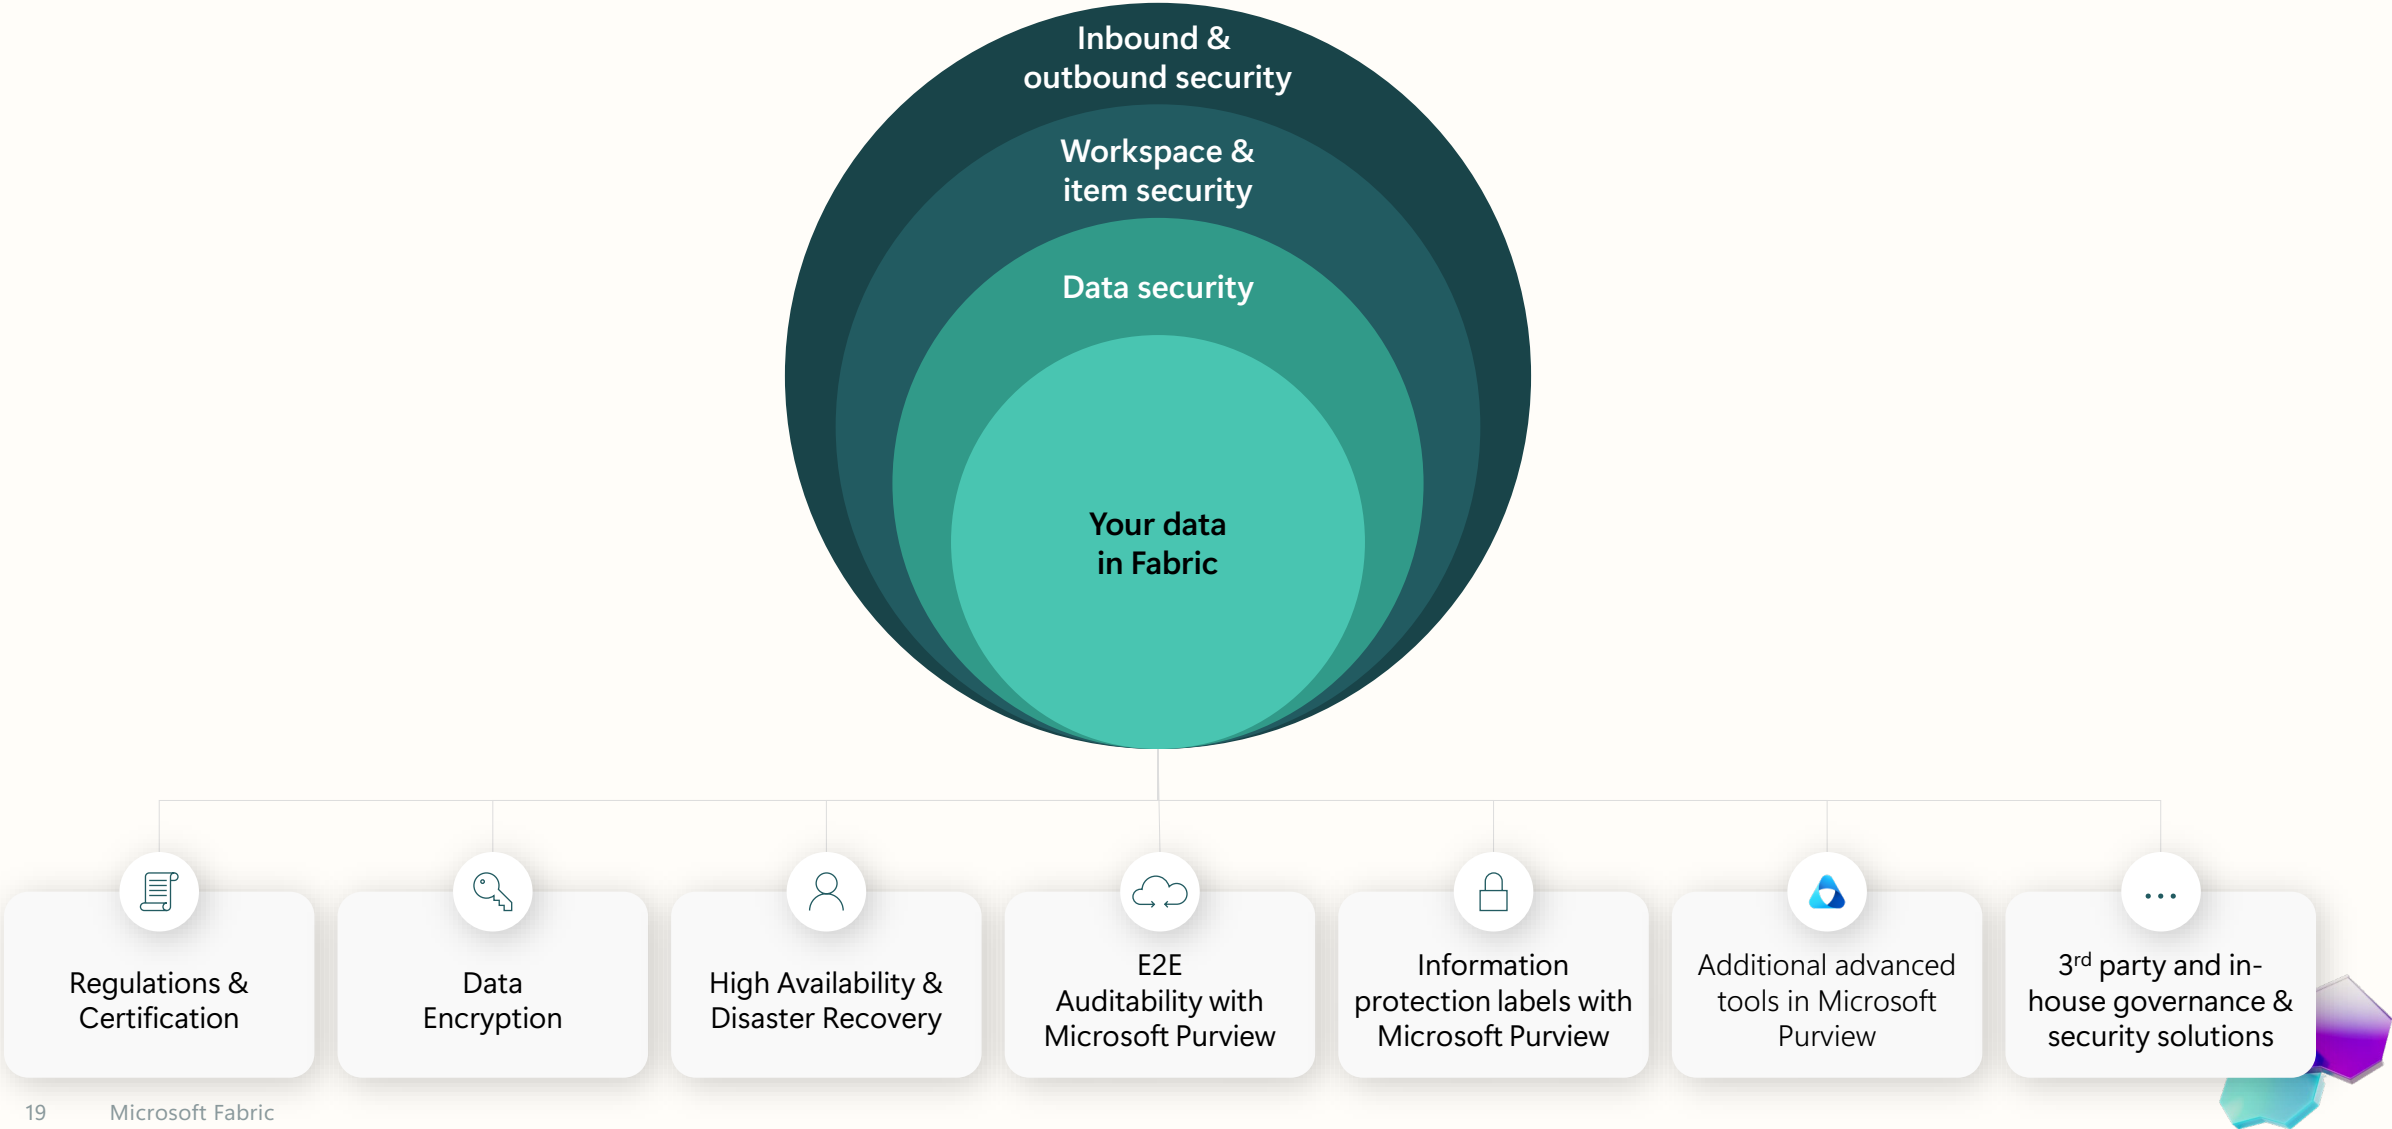 Inbound &
outbound security
Workspace &
item security
Data security
Your data
in Fabric
Regulations &
Certification
Data
Encryption
High Availability &
Disaster Recovery
E2E
Auditability with
Microsoft Purview
Information
protection labels with
Microsoft Purview
Additional advanced
tools in Microsoft
Purview
3rd party and in-
house governance &
security solutions
19 Microsoft Fabric